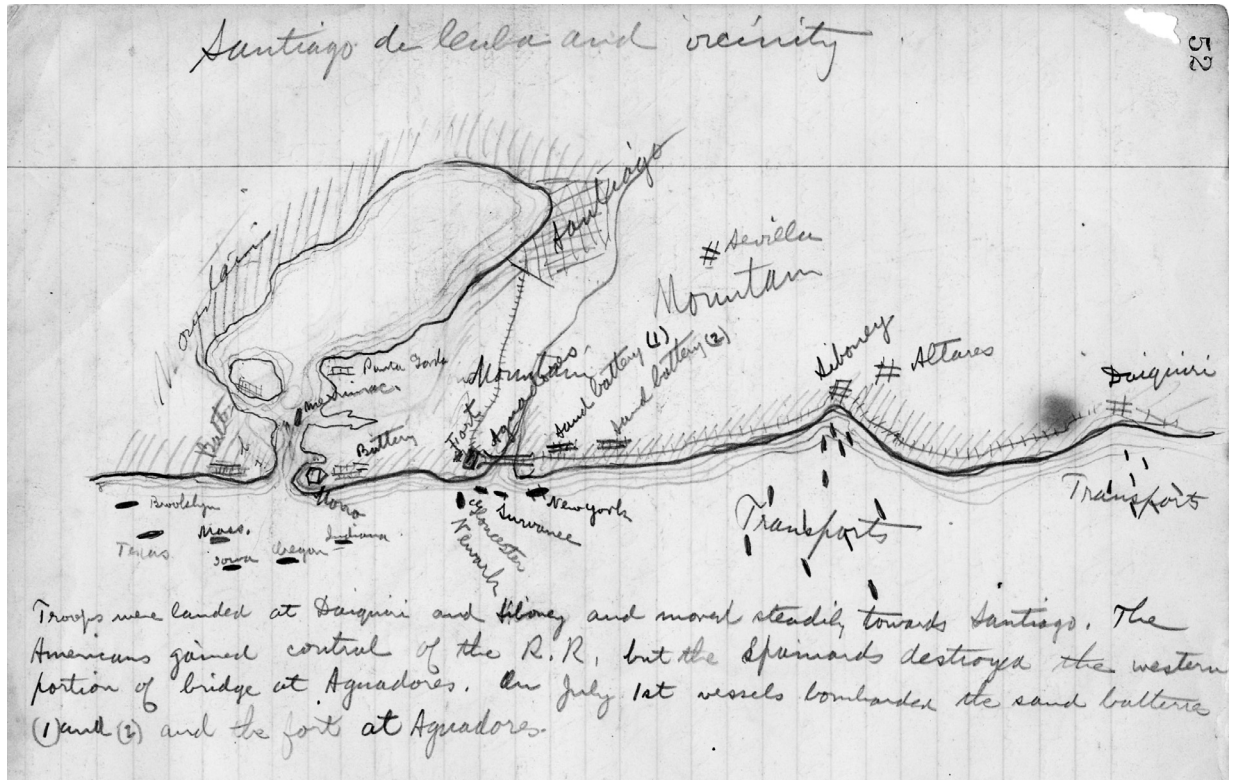 52
Santiago de Cuba and vicinity
Santiago
Sevilla
Mountain
Siboney
Altares
Daiquiri
Sand battery (1)
Sand battery (2)
Mountains
Punta Gorda
Merrimac
Battery
Battery
Fort
Aguadores
Morro
Brooklyn
Texas
Mass.
Iowa
Oregon
Indiana
Gloucester
Newark
Suwanee
New York
Transports
Transports
Troops were landed at Daiquiri and Siboney and moved steadily towards Santiago. The
Americans gained control of the R.R., but the Spaniards destroyed the western
portion of bridge at Aguadores. On July 1st vessels bombarded the sand batteries
(1) and (2) and the fort at Aguadores.